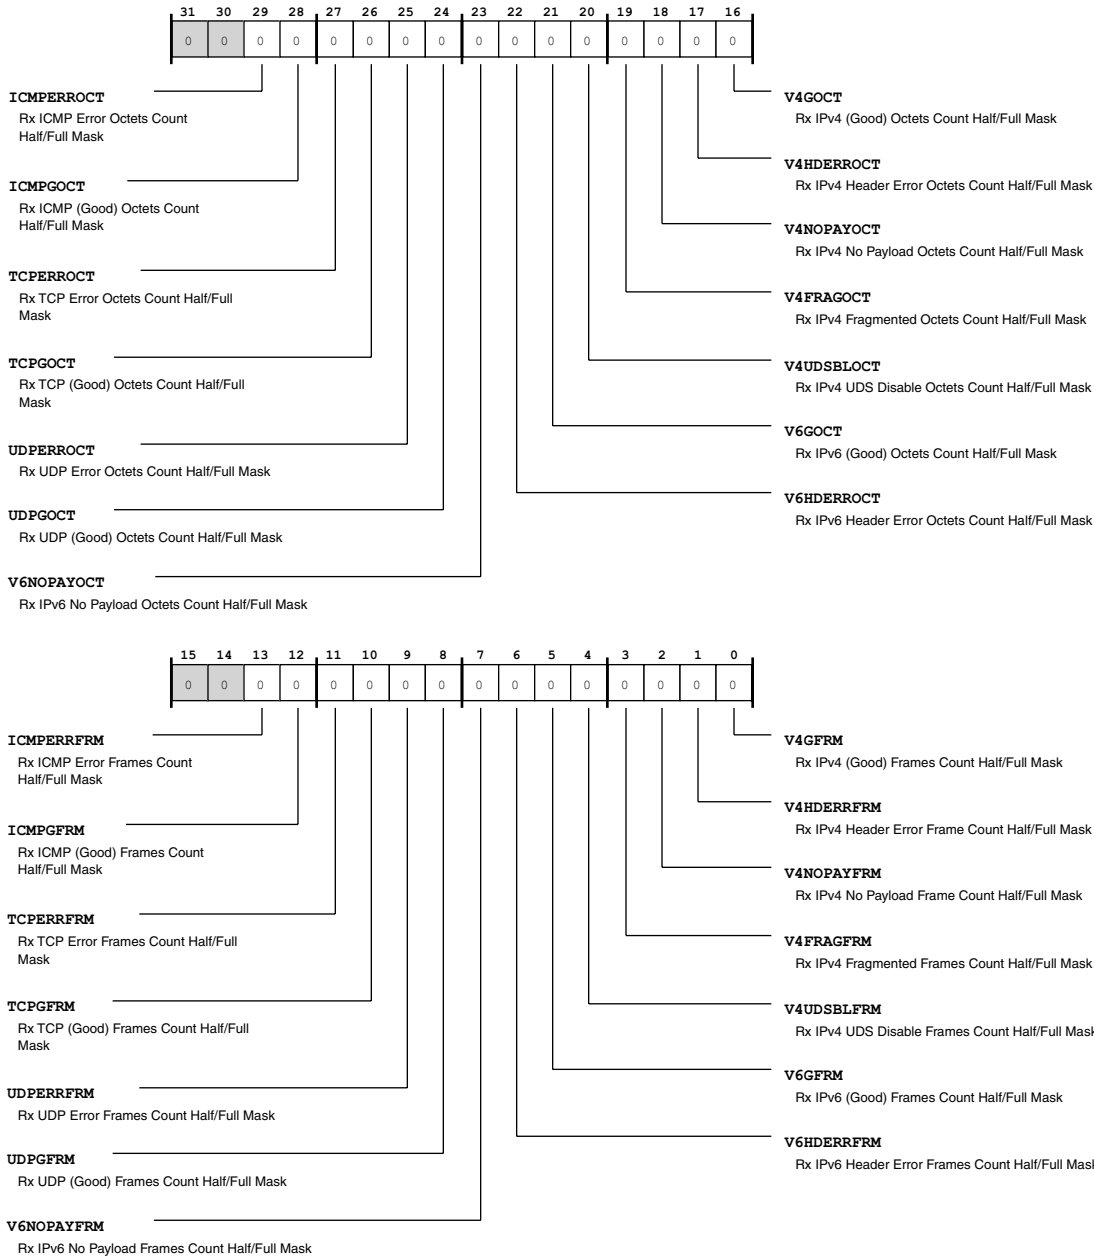 31 30 29 28 27 26 25 24 23 22 21 20 19 18 17 16
0 0 0 0 0 0 0 0 0 0 0 0 0 0 0 0
ICMPERROCT
Rx ICMP Error Octets Count
Half/Full Mask
ICMPGOCT
Rx ICMP (Good) Octets Count
Half/Full Mask
TCPERROCT
Rx TCP Error Octets Count Half/Full
Mask
TCPGOCT
Rx TCP (Good) Octets Count Half/Full
Mask
UDPERROCT
Rx UDP Error Octets Count Half/Full Mask
UDPGOCT
Rx UDP (Good) Octets Count Half/Full Mask
V6NOPAYOCT
Rx IPv6 No Payload Octets Count Half/Full Mask
V4GOCT
Rx IPv4 (Good) Octets Count Half/Full Mask
V4HDERROCT
Rx IPv4 Header Error Octets Count Half/Full Mask
V4NOPAYOCT
Rx IPv4 No Payload Octets Count Half/Full Mask
V4FRAGOCT
Rx IPv4 Fragmented Octets Count Half/Full Mask
V4UDSBLOCT
Rx IPv4 UDS Disable Octets Count Half/Full Mask
V6GOCT
Rx IPv6 (Good) Octets Count Half/Full Mask
V6HDERROCT
Rx IPv6 Header Error Octets Count Half/Full Mask
15 14 13 12 11 10 9 8 7 6 5 4 3 2 1 0
0 0 0 0 0 0 0 0 0 0 0 0 0 0 0 0
ICMPERRFRM
Rx ICMP Error Frames Count
Half/Full Mask
ICMPGFRM
Rx ICMP (Good) Frames Count
Half/Full Mask
TCPERRFRM
Rx TCP Error Frames Count Half/Full
Mask
TCPGFRM
Rx TCP (Good) Frames Count Half/Full
Mask
UDPERRFRM
Rx UDP Error Frames Count Half/Full Mask
UDPGFRM
Rx UDP (Good) Frames Count Half/Full Mask
V6NOPAYFRM
Rx IPv6 No Payload Frames Count Half/Full Mask
V4GFRM
Rx IPv4 (Good) Frames Count Half/Full Mask
V4HDERRFRM
Rx IPv4 Header Error Frame Count Half/Full Mask
V4NOPAYFRM
Rx IPv4 No Payload Frame Count Half/Full Mask
V4FRAGFRM
Rx IPv4 Fragmented Frames Count Half/Full Mask
V4UDSBLFRM
Rx IPv4 UDS Disable Frames Count Half/Full Mask
V6GFRM
Rx IPv6 (Good) Frames Count Half/Full Mask
V6HDERRFRM
Rx IPv6 Header Error Frames Count Half/Full Mask